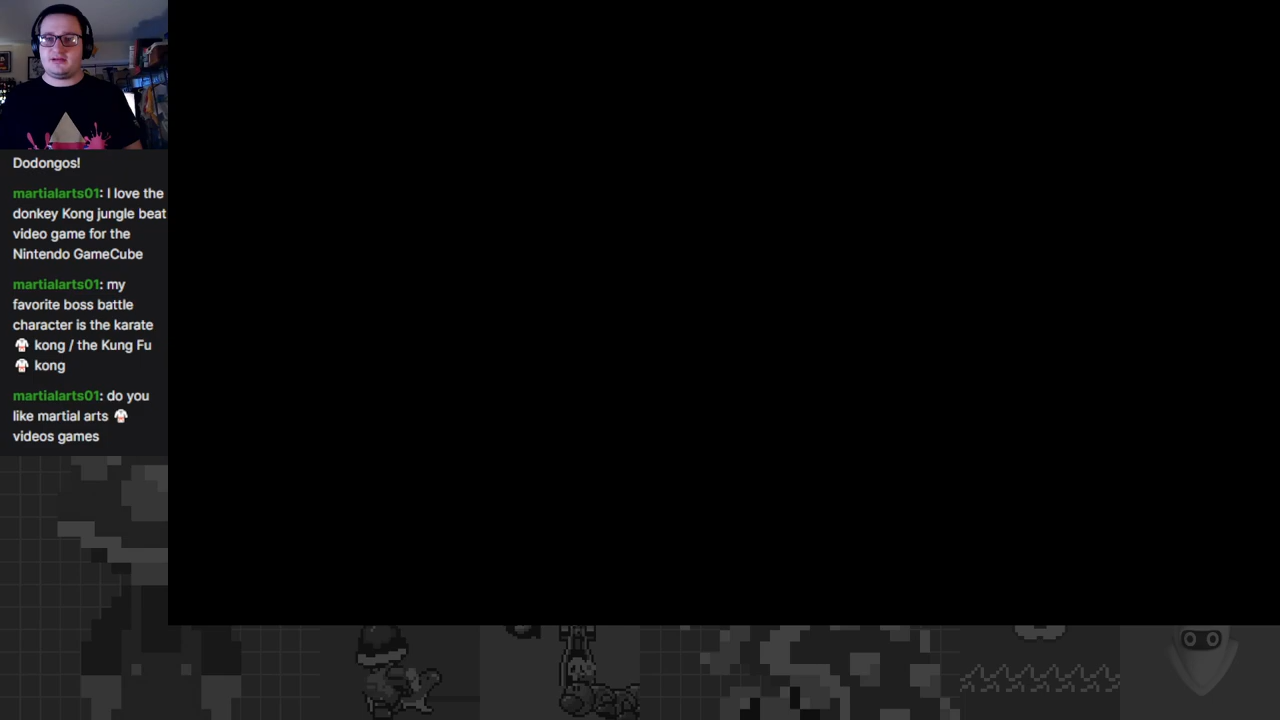 Dodongos!
martialarts01: I love the
donkey Kong jungle beat
video game for the
Nintendo GameCube
martialarts01: my
favorite boss battle
character is the karate
🥋 kong / the Kung Fu
🥋 kong
martialarts01: do you
like martial arts 🥋
videos games